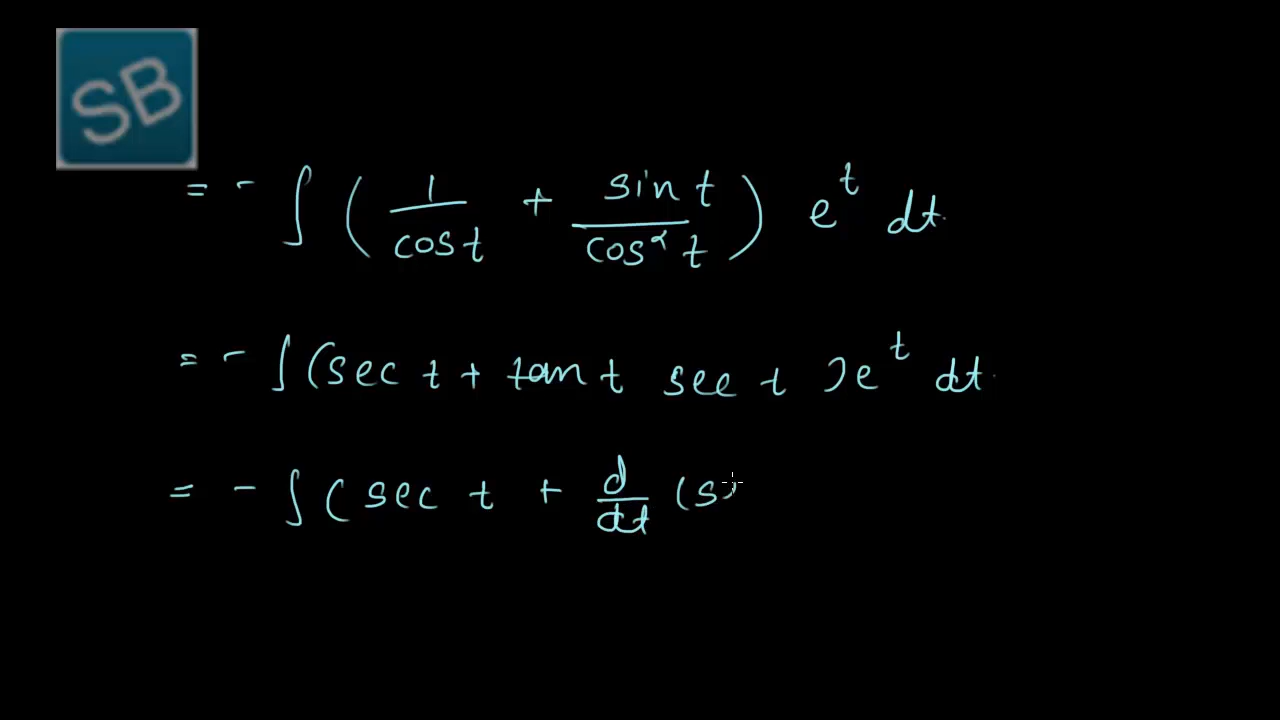 SB
= - ∫ ( 1/cos t + sin t/cos² t ) e^t dt.
= - ∫ (sec t + tan t sec t ) e^t dt.
= - ∫ ( sec t + d/dt (s